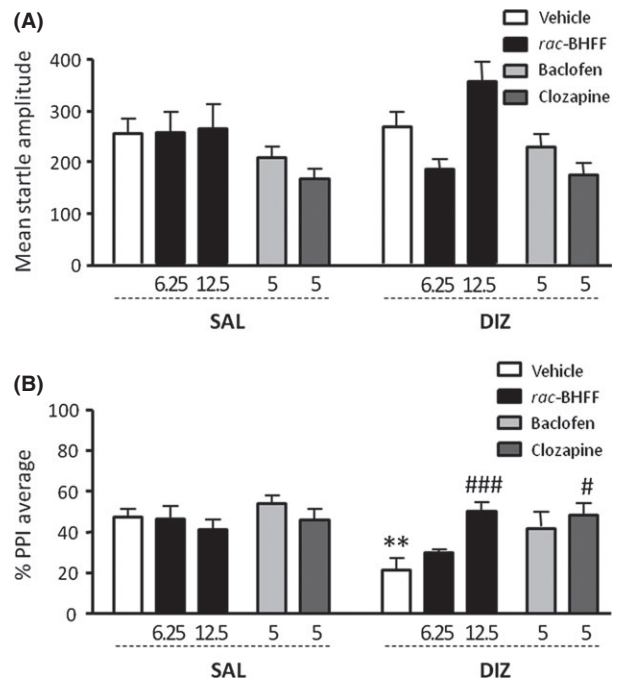 (A)
Vehicle
rac-BHFF
Baclofen
Clozapine
Mean startle amplitude
400
300
200
100
0
6.25 12.5 5 5 6.25 12.5 5 5
SAL DIZ
(B)
Vehicle
rac-BHFF
Baclofen
Clozapine
% PPI average
100
80
60
40
20
0
** ### #
6.25 12.5 5 5 6.25 12.5 5 5
SAL DIZ